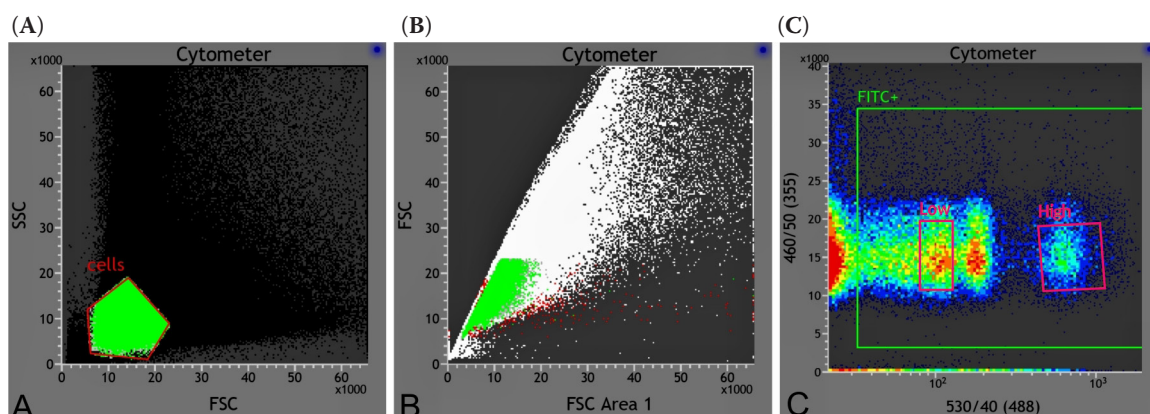 (A)
(B)
(C)
Cytometer
x1000
60
50
40
30
20
10
0
SSC
cells
0 10 20 30 40 50 60
x1000
FSC
A
Cytometer
x1000
60
50
40
30
20
10
0
FSC
0 10 20 30 40 50 60
x1000
FSC Area 1
B
Cytometer
x1000
40
35
30
25
20
15
10
5
0
460/50 (355)
FITC+
Low
High
10²
10³
530/40 (488)
C